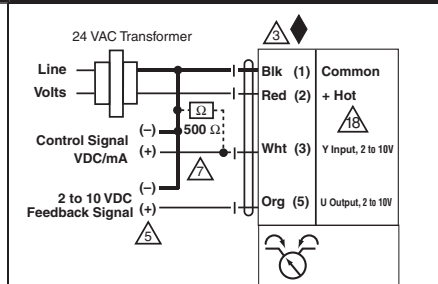 24 VAC Transformer
3
Line
Volts
Blk (1) Common
Red (2) + Hot
Ω
500 Ω
18
Control Signal (–)
VDC/mA (+)
Wht (3) Y Input, 2 to 10V
7
2 to 10 VDC (–)
Feedback Signal (+)
Org (5) U Output, 2 to 10V
5